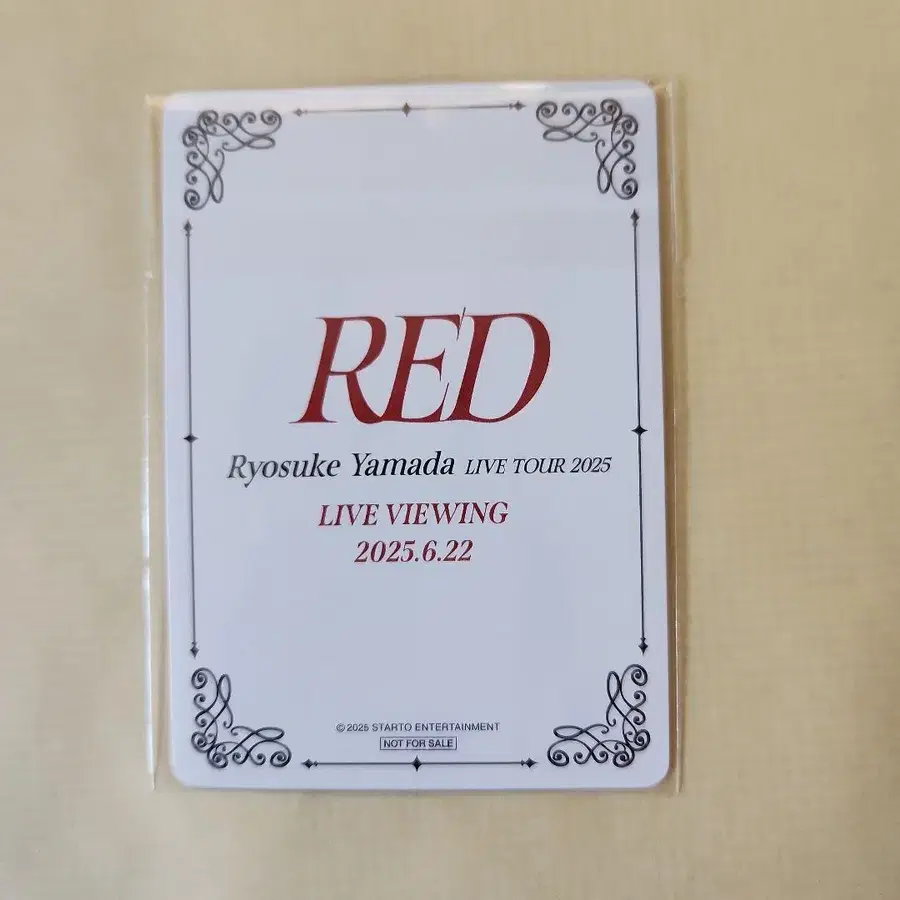 RED
Ryosuke Yamada LIVE TOUR 2025
LIVE VIEWING
2025.6.22
© 2025 STARTO ENTERTAINMENT
NOT FOR SALE